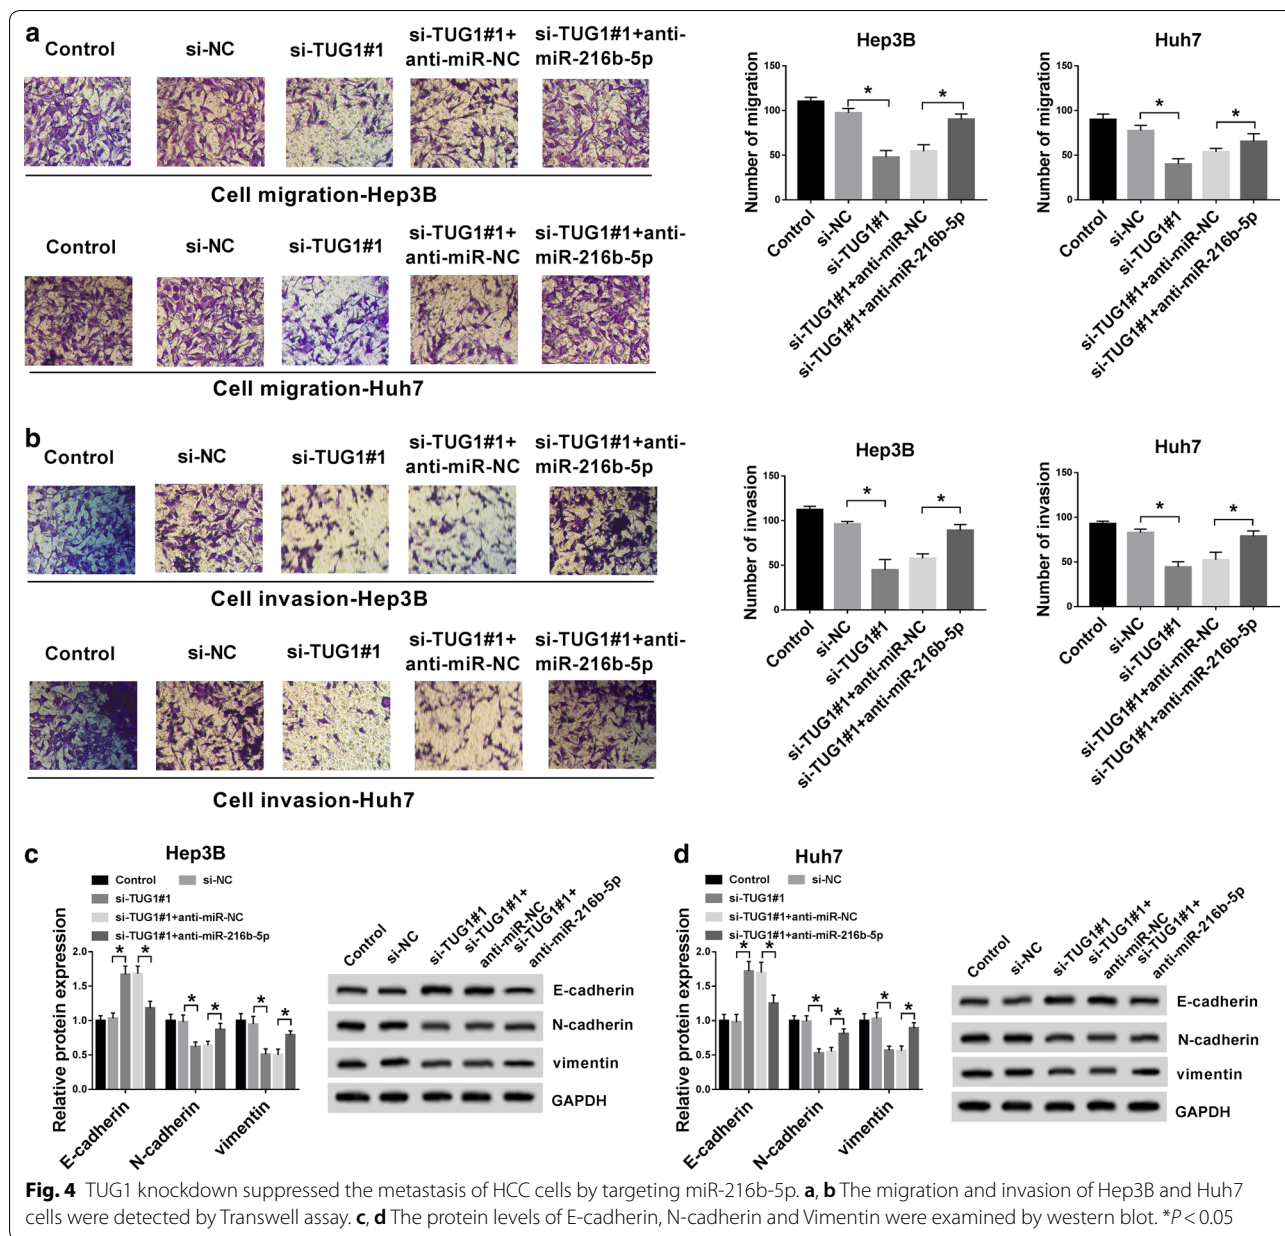 a
Control
si-NC
si-TUG1#1
si-TUG1#1+
anti-miR-NC
si-TUG1#1+anti-
miR-216b-5p
Cell migration-Hep3B
Control
si-NC
si-TUG1#1
si-TUG1#1+
anti-miR-NC
si-TUG1#1+anti-
miR-216b-5p
Cell migration-Huh7
Hep3B
Number of migration
150
100
50
0
*
*
Control
si-NC
si-TUG1#1
si-TUG1#1+anti-miR-NC
si-TUG1#1+anti-miR-216b-5p
Huh7
Number of migration
150
100
50
0
*
*
Control
si-NC
si-TUG1#1
si-TUG1#1+anti-miR-NC
si-TUG1#1+anti-miR-216b-5p
b
Control
si-NC
si-TUG1#1
si-TUG1#1+
anti-miR-NC
si-TUG1#1+anti-
miR-216b-5p
Cell invasion-Hep3B
Control
si-NC
si-TUG1#1
si-TUG1#1+
anti-miR-NC
si-TUG1#1+anti-
miR-216b-5p
Cell invasion-Huh7
Hep3B
Number of invasion
150
100
50
0
*
*
Control
si-NC
si-TUG1#1
si-TUG1#1+anti-miR-NC
si-TUG1#1+anti-miR-216b-5p
Huh7
Number of invasion
150
100
50
0
*
*
Control
si-NC
si-TUG1#1
si-TUG1#1+anti-miR-NC
si-TUG1#1+anti-miR-216b-5p
c
Hep3B
Control
si-NC
si-TUG1#1
si-TUG1#1+anti-miR-NC
si-TUG1#1+anti-miR-216b-5p
Relative protein expression
2.0
1.5
1.0
0.5
0.0
*
*
*
*
*
*
E-cadherin
N-cadherin
vimentin
Control
si-NC
si-TUG1#1
si-TUG1#1+
anti-miR-NC
si-TUG1#1+
anti-miR-216b-5p
E-cadherin
N-cadherin
vimentin
GAPDH
d
Huh7
Control
si-NC
si-TUG1#1
si-TUG1#1+anti-miR-NC
si-TUG1#1+anti-miR-216b-5p
Relative protein expression
2.0
1.5
1.0
0.5
0.0
*
*
*
*
*
*
E-cadherin
N-cadherin
vimentin
Control
si-NC
si-TUG1#1
si-TUG1#1+
anti-miR-NC
si-TUG1#1+
anti-miR-216b-5p
E-cadherin
N-cadherin
vimentin
GAPDH
Fig. 4 TUG1 knockdown suppressed the metastasis of HCC cells by targeting miR-216b-5p. a, b The migration and invasion of Hep3B and Huh7
cells were detected by Transwell assay. c, d The protein levels of E-cadherin, N-cadherin and Vimentin were examined by western blot. *P < 0.05